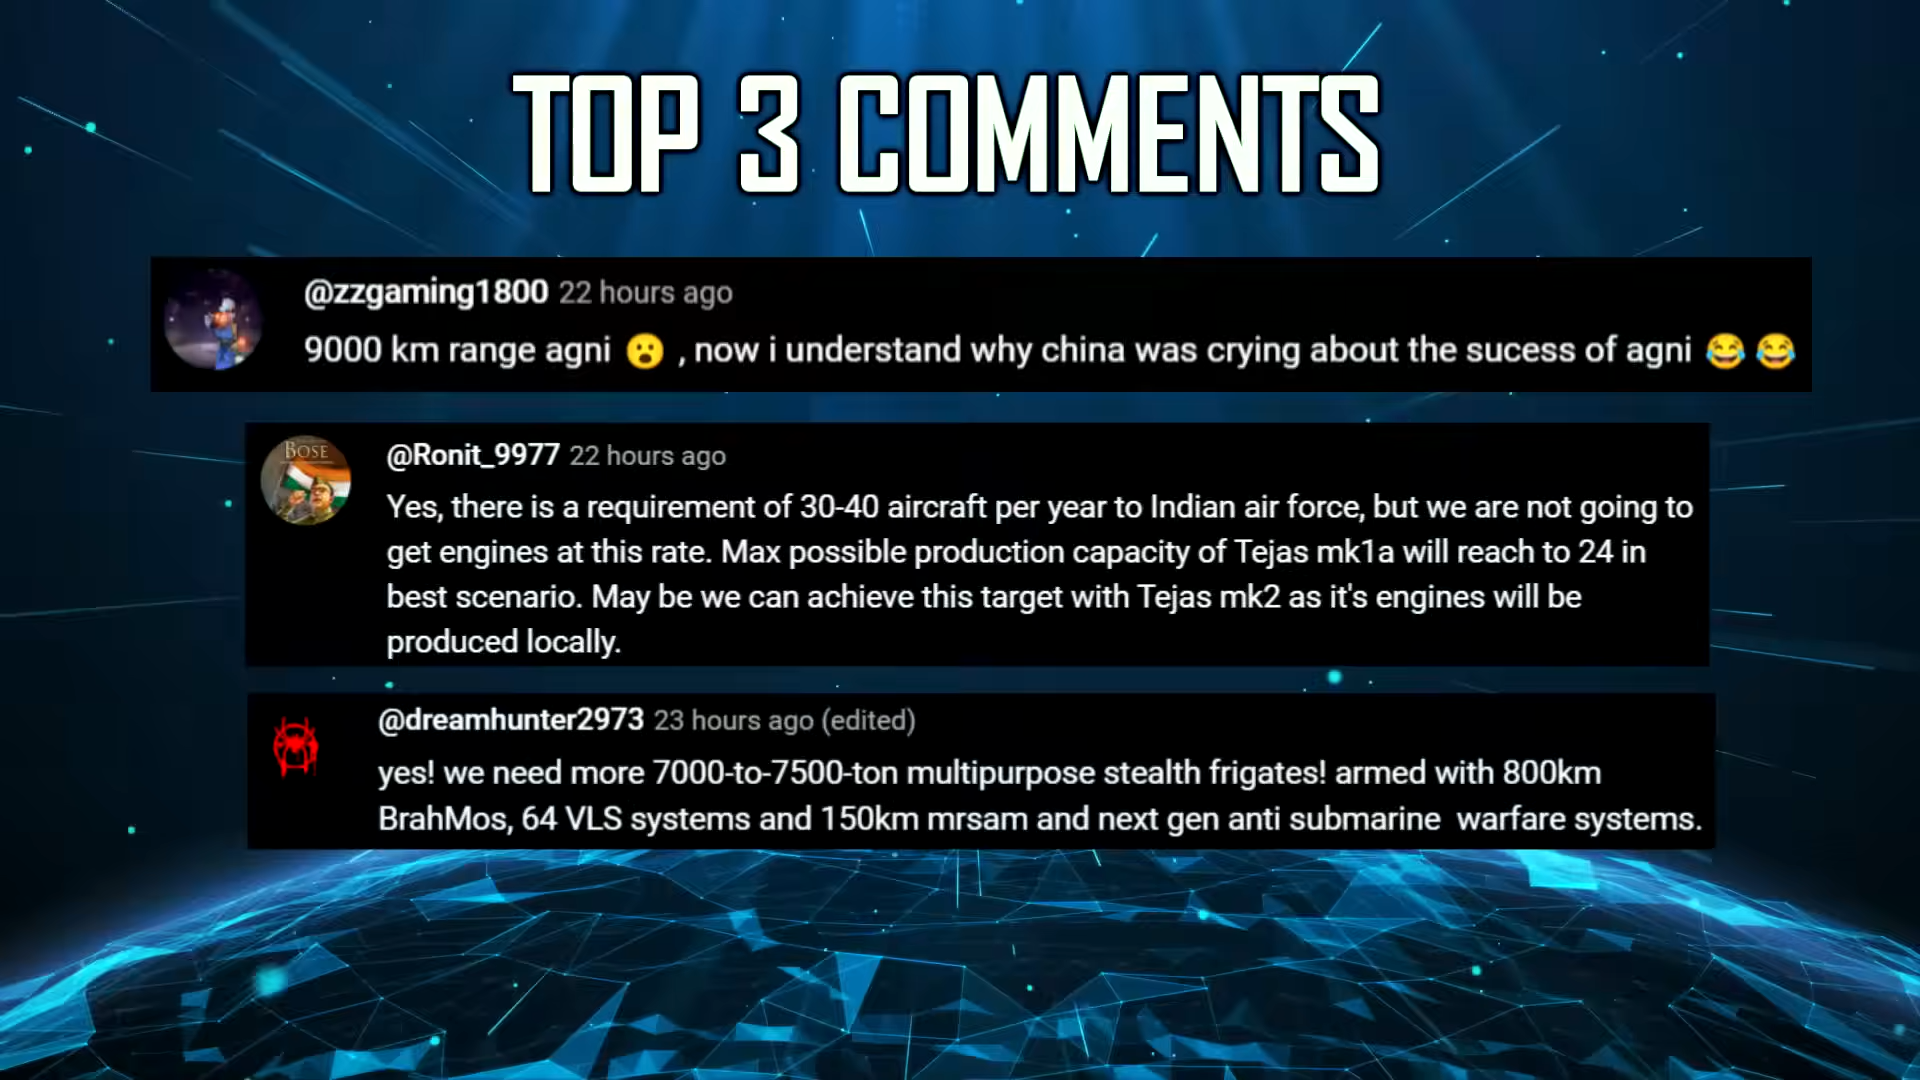 TOP 3 COMMENTS
@zzgaming1800 22 hours ago
9000 km range agni 😮 , now i understand why china was crying about the sucess of agni 😂😂
BOSE
@Ronit_9977 22 hours ago
Yes, there is a requirement of 30-40 aircraft per year to Indian air force, but we are not going to
get engines at this rate. Max possible production capacity of Tejas mk1a will reach to 24 in
best scenario. May be we can achieve this target with Tejas mk2 as it's engines will be
produced locally.
@dreamhunter2973 23 hours ago (edited)
yes! we need more 7000-to-7500-ton multipurpose stealth frigates! armed with 800km
BrahMos, 64 VLS systems and 150km mrsam and next gen anti submarine  warfare systems.